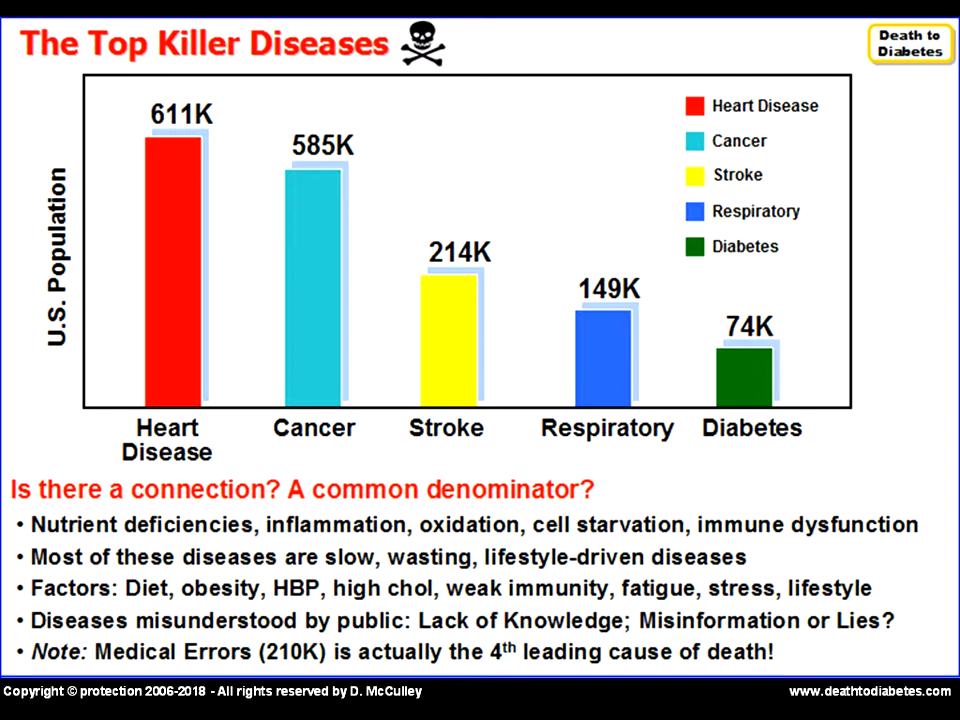 The Top Killer Diseases
Death to
Diabetes
611K
585K
214K
149K
74K
Heart Disease
Cancer
Stroke
Respiratory
Diabetes
U.S. Population
Heart
Disease
Cancer
Stroke
Respiratory
Diabetes
Is there a connection? A common denominator?
• Nutrient deficiencies, inflammation, oxidation, cell starvation, immune dysfunction
• Most of these diseases are slow, wasting, lifestyle-driven diseases
• Factors: Diet, obesity, HBP, high chol, weak immunity, fatigue, stress, lifestyle
• Diseases misunderstood by public: Lack of Knowledge; Misinformation or Lies?
• Note: Medical Errors (210K) is actually the 4th leading cause of death!
Copyright © protection 2006-2018 - All rights reserved by D. McCulley
www.deathtodiabetes.com